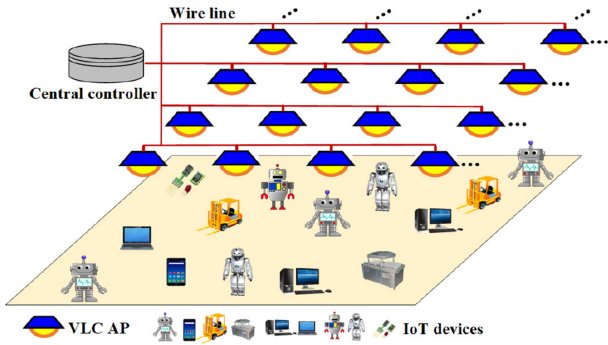 Wire line
Central controller
VLC AP
IoT devices